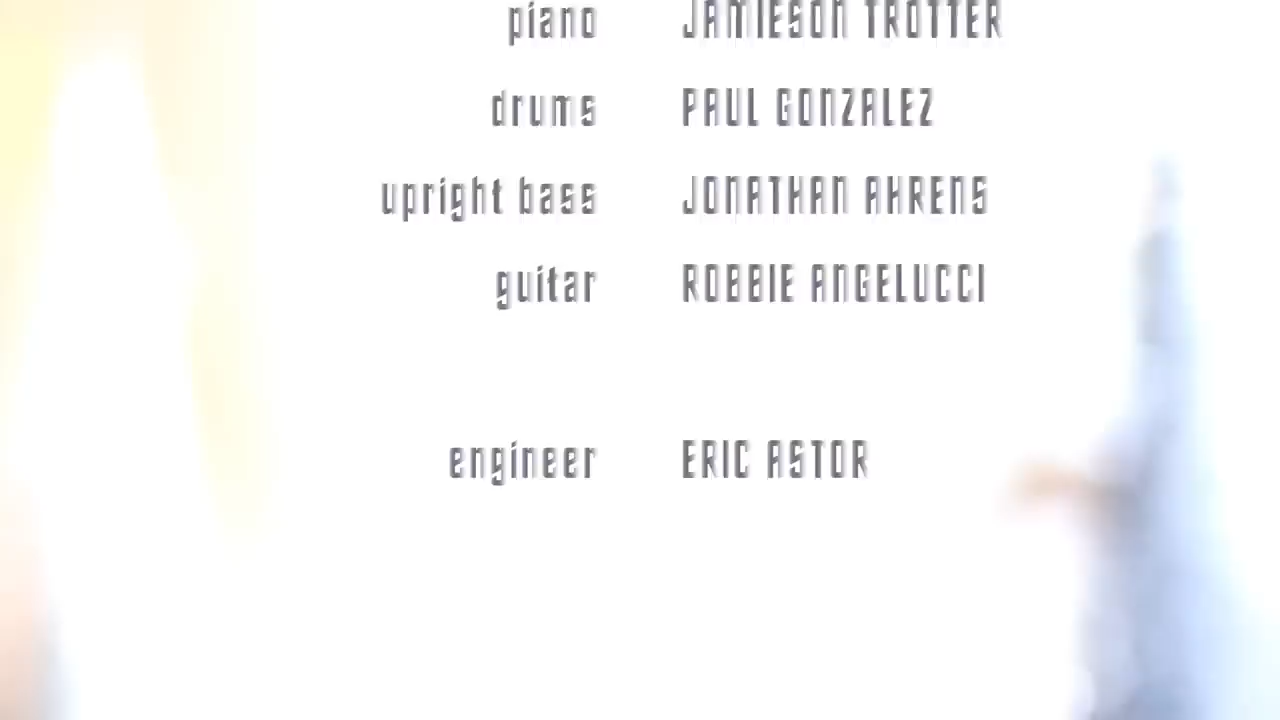 piano JAMIESON TROTTER
drums PAUL GONZALEZ
upright bass JONATHAN AHRENS
guitar ROBBIE ANGELUCCI
engineer ERIC ASTOR